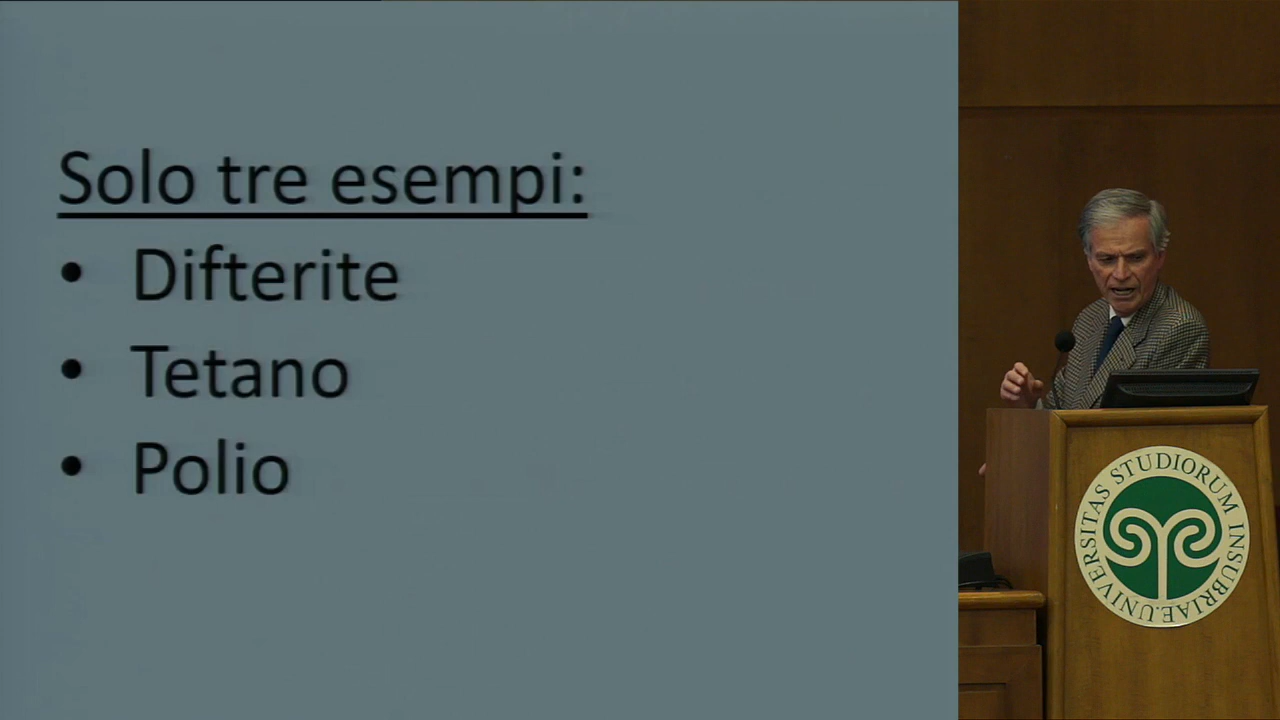 Solo tre esempi:
• Difterite
• Tetano
• Polio
UNIVERSITAS STUDIORUM INSUBRIAE